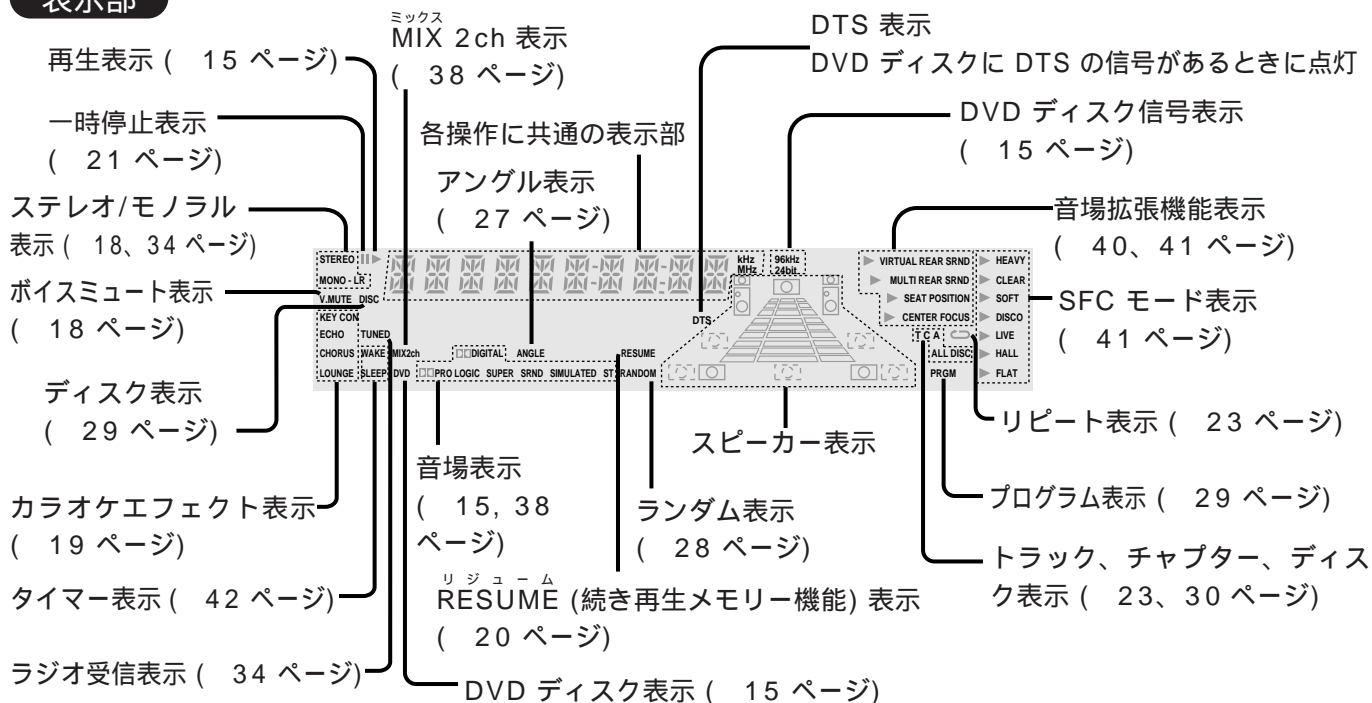 表示部
ミックス
MIX 2ch 表示
( 38 ページ)
DTS 表示
DVD ディスクに DTS の信号があるときに点灯
再生表示 ( 15 ページ)
一時停止表示
( 21 ページ)
各操作に共通の表示部
DVD ディスク信号表示
( 15 ページ)
アングル表示
( 27 ページ)
ステレオ/モノラル
表示 ( 18、34 ページ)
音場拡張機能表示
( 40、41 ページ)
ボイスミュート表示
( 18 ページ)
SFC モード表示
( 41 ページ)
STEREO
kHz
MHz
96kHz
24bit
VIRTUAL REAR SRND
HEAVY
MONO - LR
MULTI REAR SRND
CLEAR
V.MUTE DISC
SEAT POSITION
SOFT
KEY CON
DTS
CENTER FOCUS
DISCO
ECHO TUNED
T C A
LIVE
CHORUS WAKE MIX2ch DIGITAL ANGLE RESUME
ALL DISC
HALL
LOUNGE SLEEP DVD PRO LOGIC SUPER SRND SIMULATED ST RANDOM
PRGM
FLAT
ディスク表示
( 29 ページ)
スピーカー表示
リピート表示 ( 23 ページ)
カラオケエフェクト表示
( 19 ページ)
音場表示
( 15, 38
ページ)
ランダム表示
( 28 ページ)
プログラム表示 ( 29 ページ)
タイマー表示 ( 42 ページ)
リジューム
RESUME (続き再生メモリー機能) 表示
( 20 ページ)
トラック、チャプター、ディス
ク表示 ( 23、30 ページ)
ラジオ受信表示 ( 34 ページ)
DVD ディスク表示 ( 15 ページ)